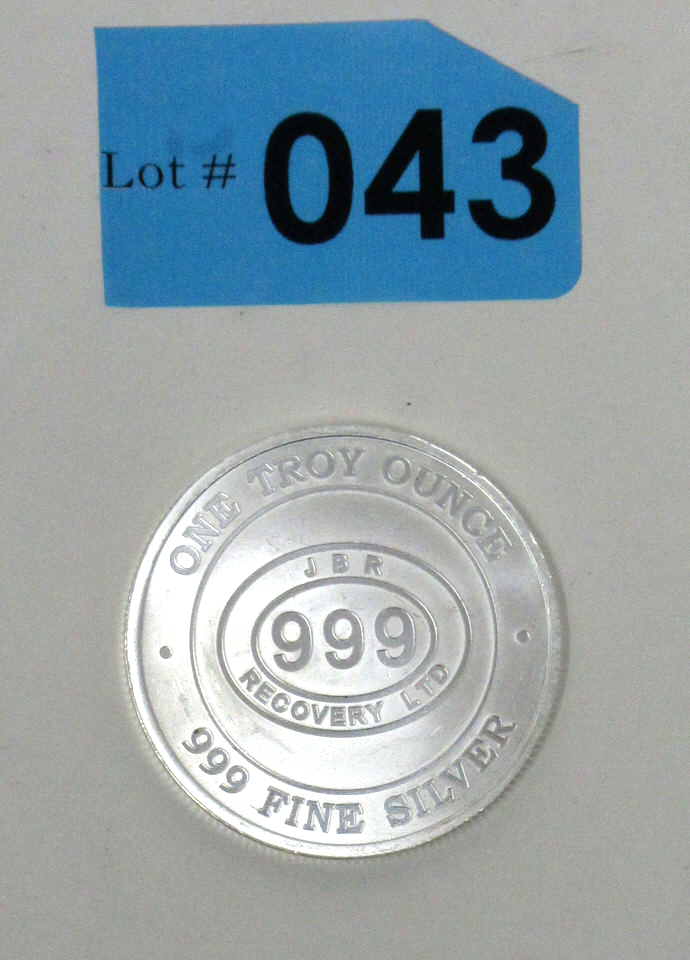 Lot # 043
ONE TROY OUNCE
JBR
999
RECOVERY LTD
999 FINE SILVER